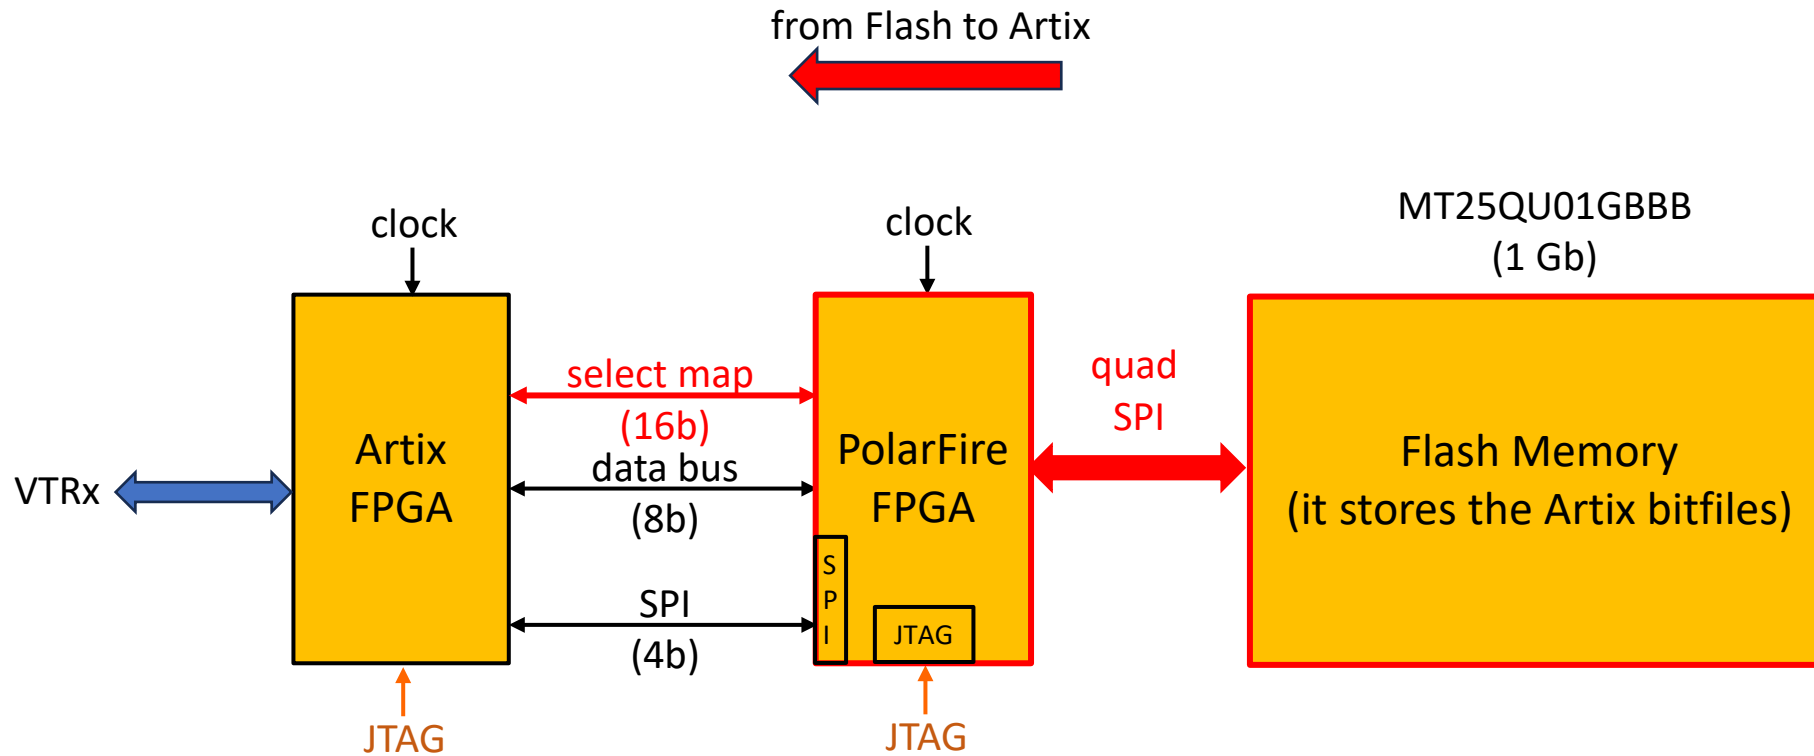 from Flash to Artix
MT25QU01GBBB
(1 Gb)
clock
clock
select map
(16b)
data bus
(8b)
SPI
(4b)
quad
SPI
VTRx
Artix
FPGA
PolarFire
FPGA
S
P
I
JTAG
Flash Memory
(it stores the Artix bitfiles)
JTAG
JTAG